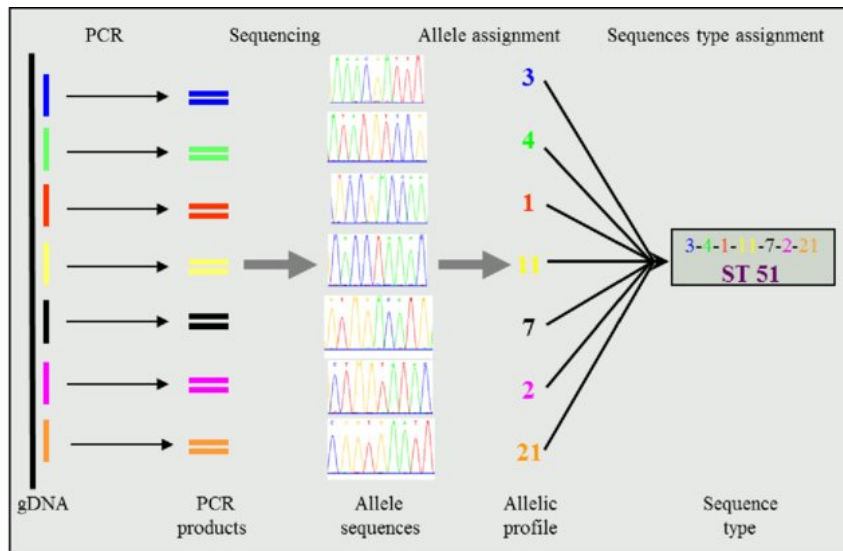 PCR
Sequencing
Allele assignment
Sequences type assignment
3
4
1
11
7
2
21
3-4-1-11-7-2-21
ST 51
gDNA
PCR
products
Allele
sequences
Allelic
profile
Sequence
type